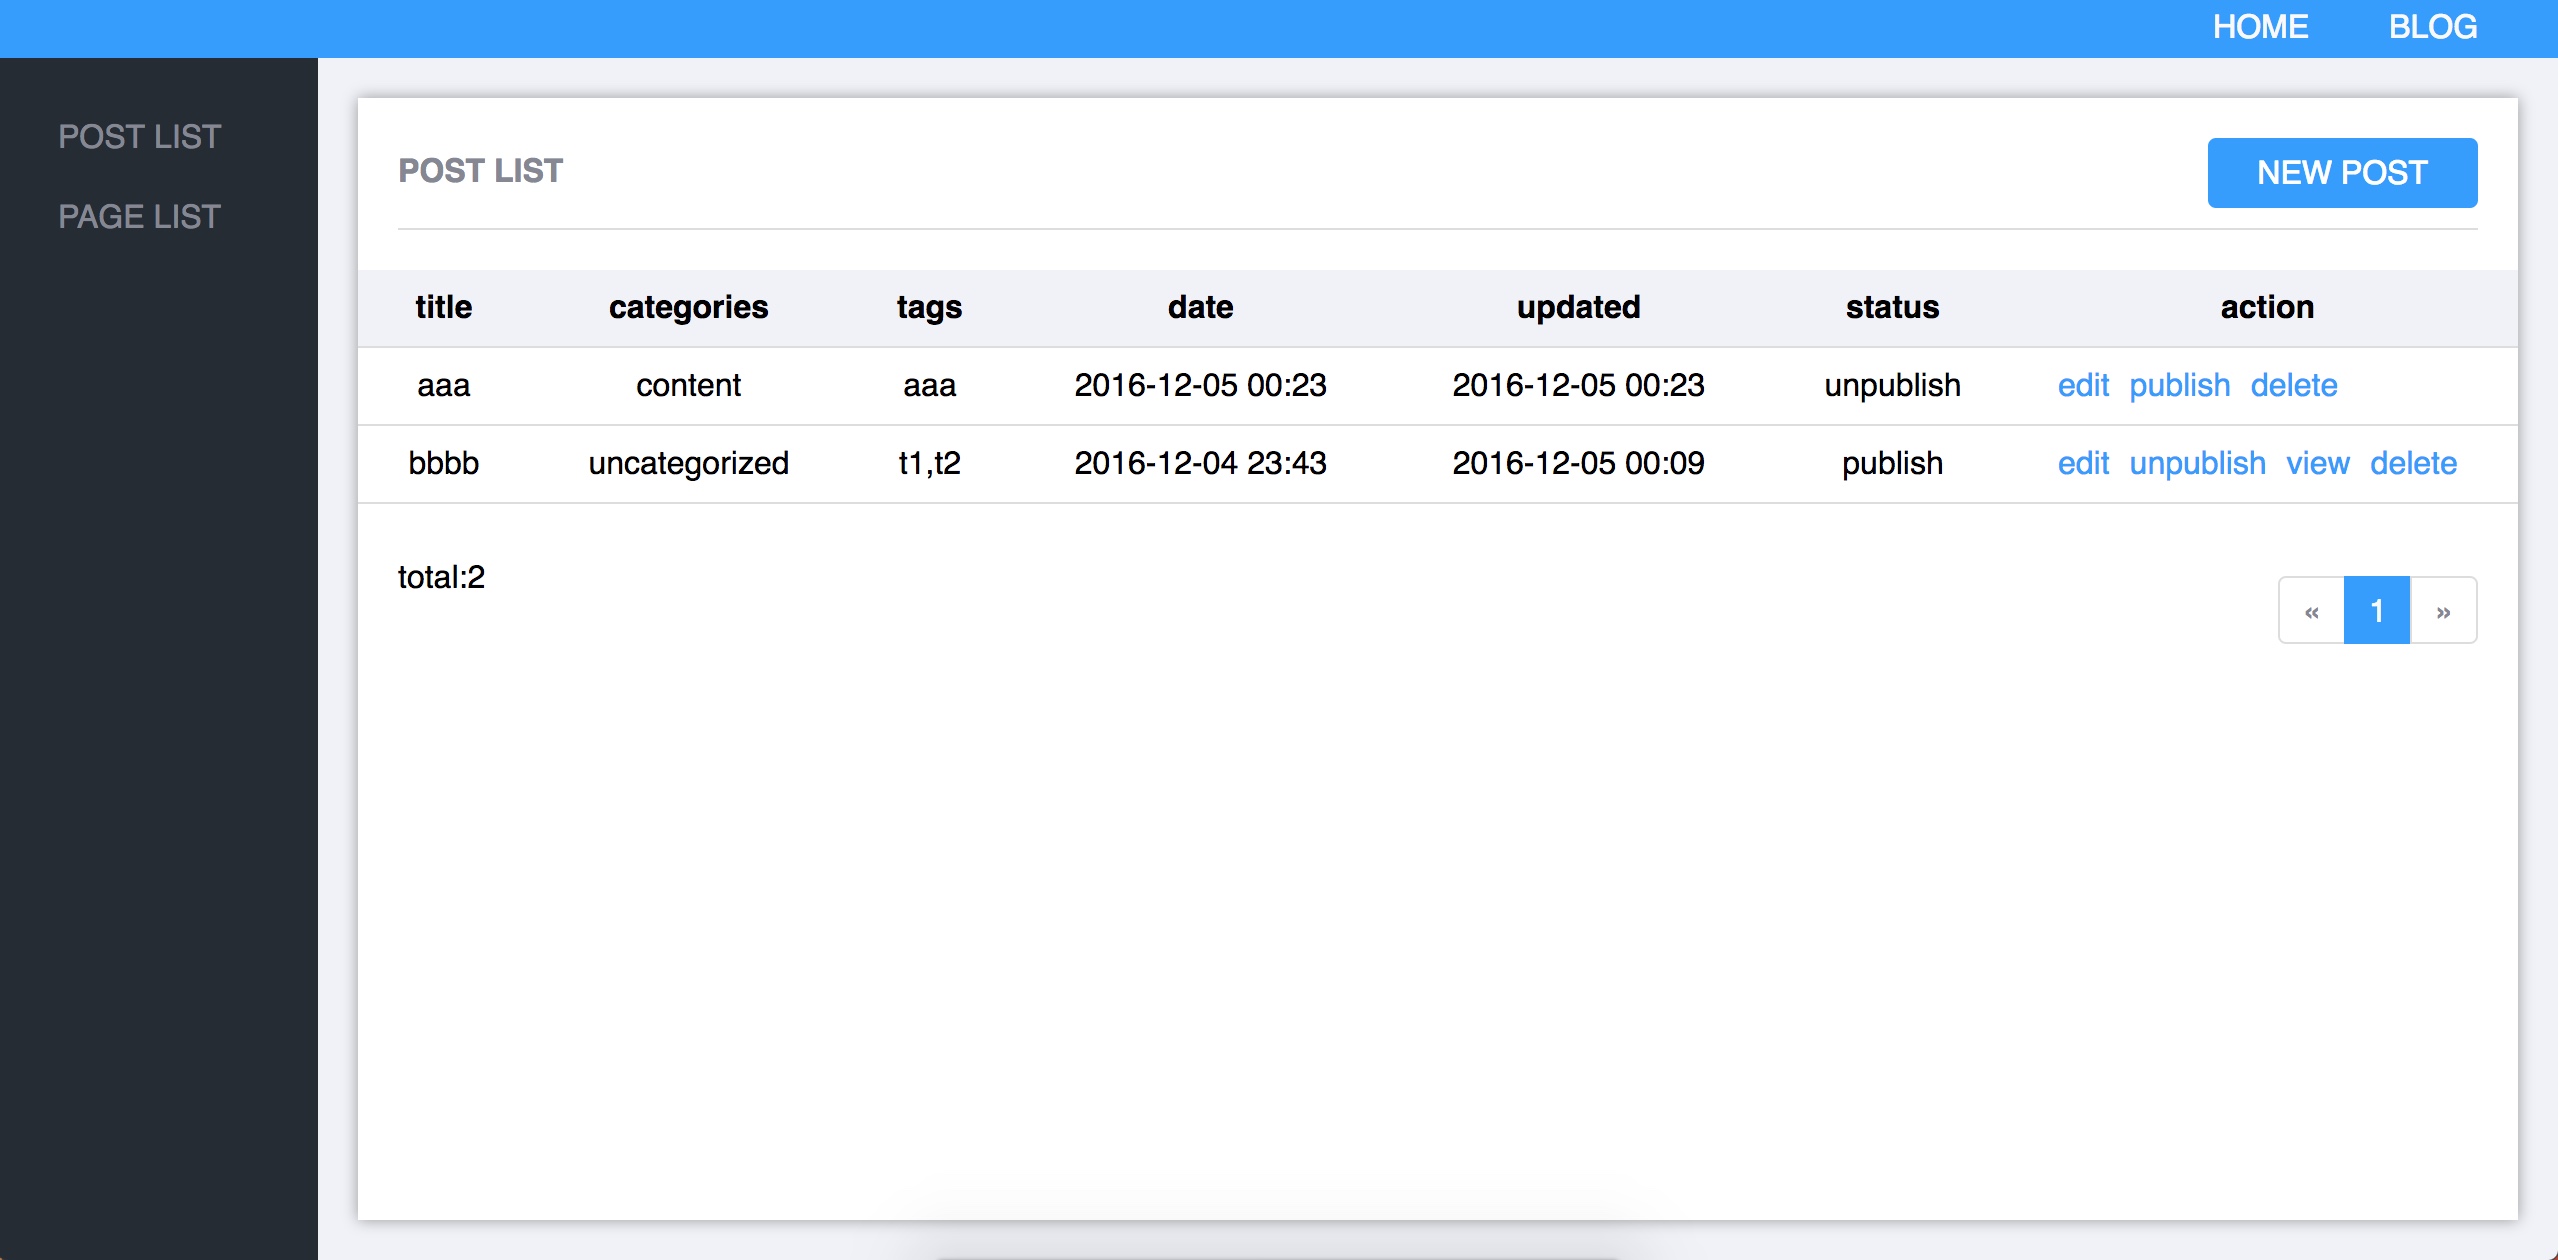 HOME BLOG
POST LIST
PAGE LIST
POST LIST NEW POST
title categories tags date updated status action
aaa content aaa 2016-12-05 00:23 2016-12-05 00:23 unpublish edit publish delete
bbbb uncategorized t1,t2 2016-12-04 23:43 2016-12-05 00:09 publish edit unpublish view delete
total:2
« 1 »